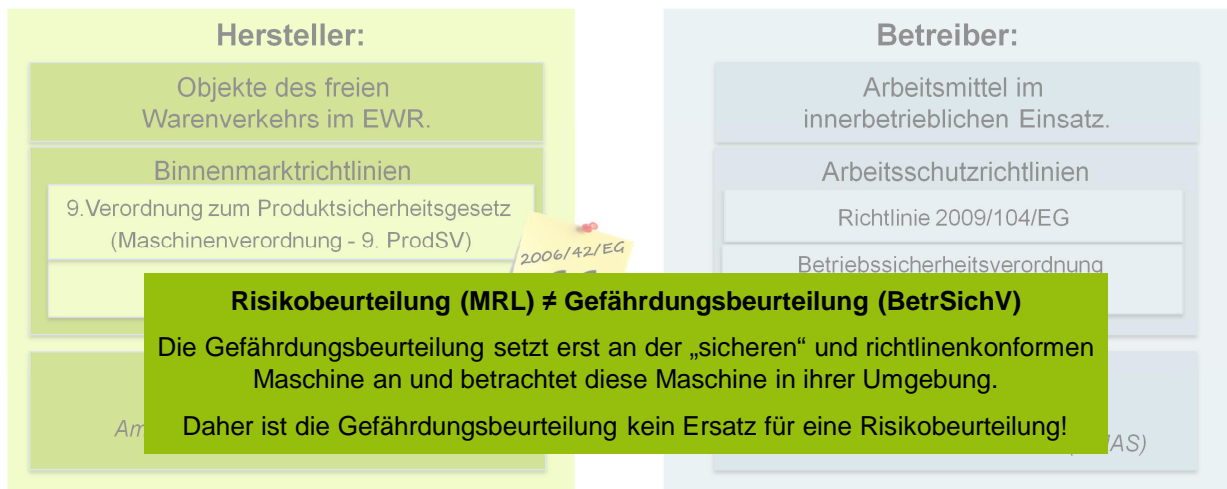 Hersteller:
Objekte des freien
Warenverkehrs im EWR.
Binnenmarktrichtlinien
9.Verordnung zum Produktsicherheitsgesetz
(Maschinenverordnung - 9. ProdSV)
2006/42/EG
Betreiber:
Arbeitsmittel im
innerbetrieblichen Einsatz.
Arbeitsschutzrichtlinien
Richtlinie 2009/104/EG
Betriebssicherheitsverordnung
Risikobeurteilung (MRL) ≠ Gefährdungsbeurteilung (BetrSichV)
Die Gefährdungsbeurteilung setzt erst an der „sicheren“ und richtlinenkonformen
Maschine an und betrachtet diese Maschine in ihrer Umgebung.
Daher ist die Gefährdungsbeurteilung kein Ersatz für eine Risikobeurteilung!